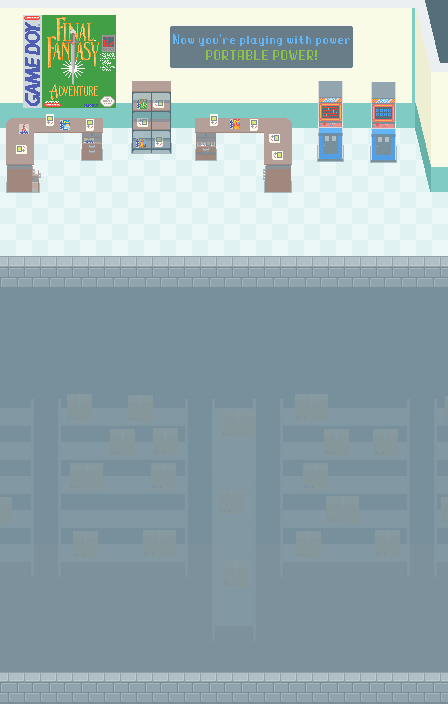 GAME BOY
FINAL
FANTASY
ADVENTURE
Now you're playing with power
PORTABLE POWER!